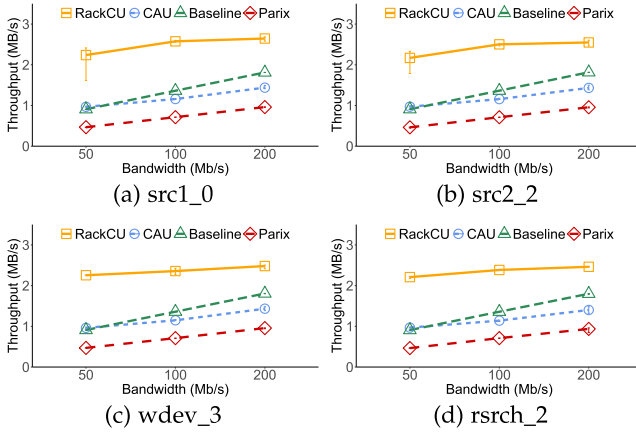 RackCU CAU Baseline Parix
Throughput (MB/s)
3
2
1
0
50 100 200
Bandwidth (Mb/s)
(a) src1_0
RackCU CAU Baseline Parix
Throughput (MB/s)
3
2
1
0
50 100 200
Bandwidth (Mb/s)
(b) src2_2
RackCU CAU Baseline Parix
Throughput (MB/s)
3
2
1
0
50 100 200
Bandwidth (Mb/s)
(c) wdev_3
RackCU CAU Baseline Parix
Throughput (MB/s)
3
2
1
0
50 100 200
Bandwidth (Mb/s)
(d) rsrch_2